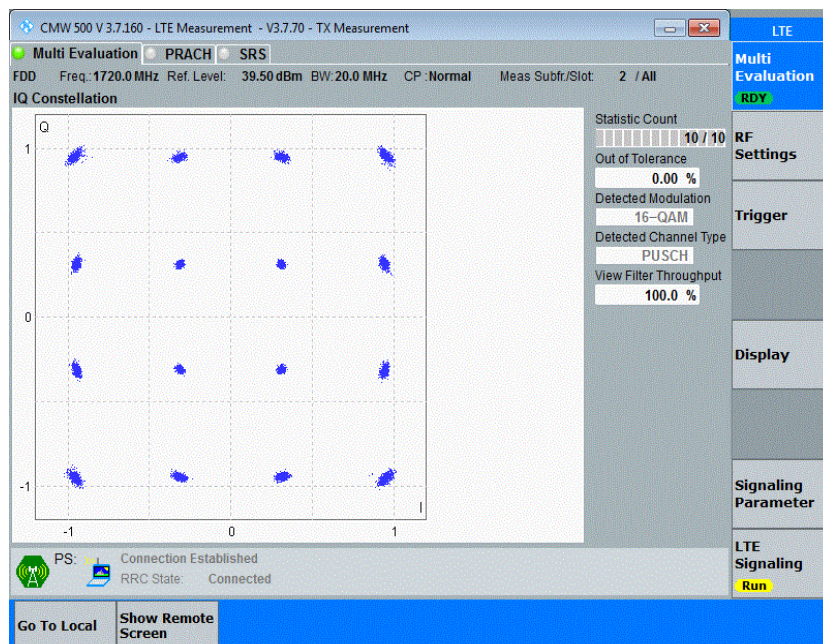 CMW 500 V 3.7.160 - LTE Measurement - V3.7.70 - TX Measurement
LTE
Multi Evaluation PRACH SRS
Multi
Evaluation
RDY
FDD Freq.: 1720.0 MHz Ref. Level: 39.50 dBm BW: 20.0 MHz CP : Normal Meas Subfr./Slot: 2 / All
IQ Constellation
Q
1
0
-1
-1 0 1
I
Statistic Count
10 / 10
Out of Tolerance
0.00 %
Detected Modulation
16-QAM
Detected Channel Type
PUSCH
View Filter Throughput
100.0 %
RF
Settings
Trigger
Display
Signaling
Parameter
LTE
Signaling
Run
PS: Connection Established
RRC State: Connected
Go To Local
Show Remote
Screen